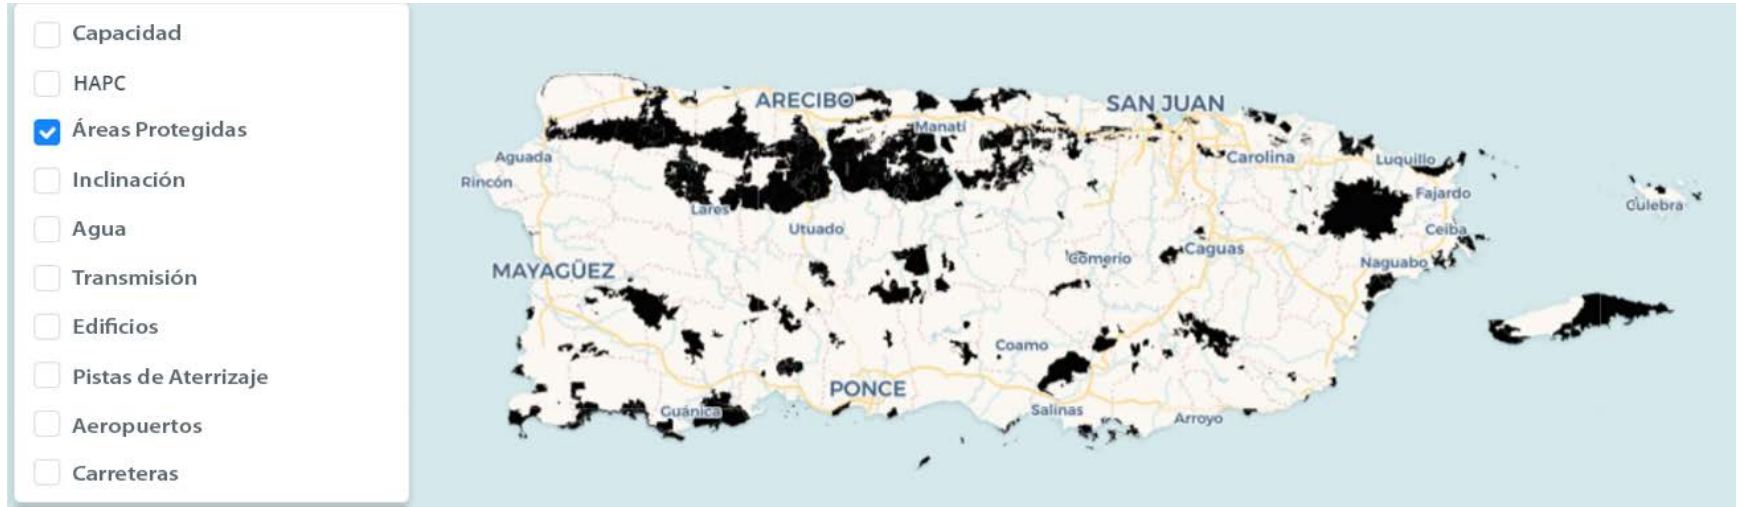 Capacidad
HAPC
Áreas Protegidas
Inclinación
Agua
Transmisión
Edificios
Pistas de Aterrizaje
Aeropuertos
Carreteras
ARECIBO
SAN JUAN
Manatí
Aguada
Carolina
Luquillo
Rincón
Fajardo
Lares
Culebra
Utuado
Ceiba
Caguas
Comerio
Naguabo
MAYAGÜEZ
Coamo
PONCE
Guánica
Salinas
Arroyo